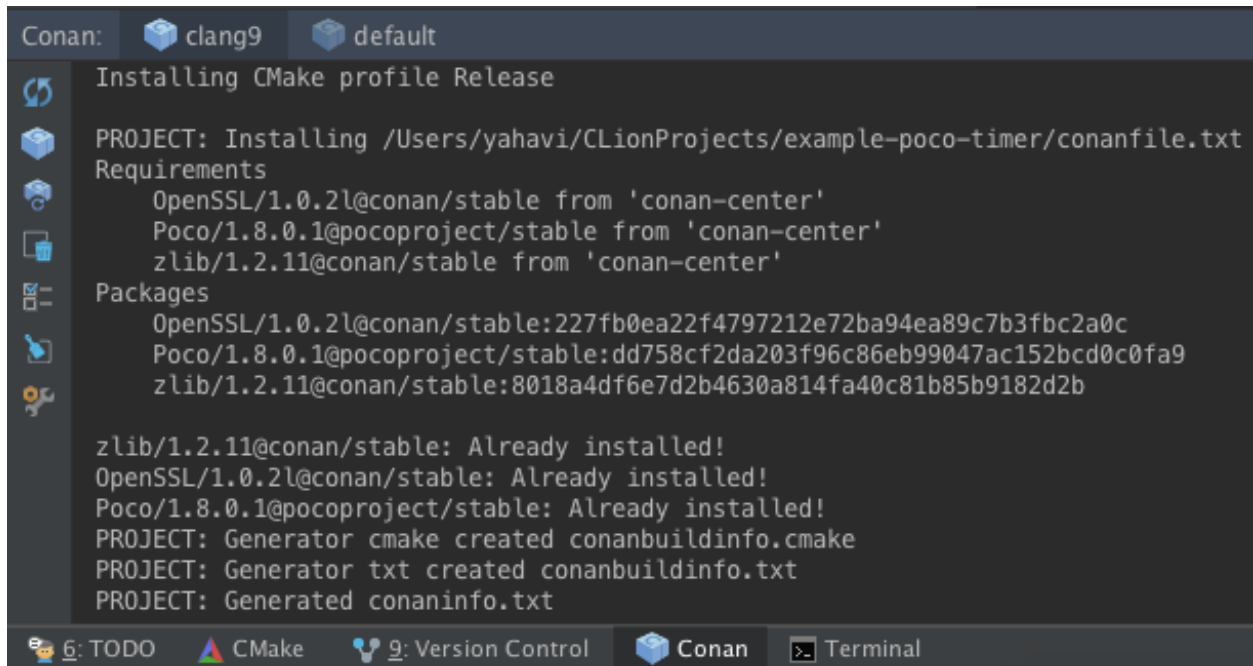 Conan: clang9 default
Installing CMake profile Release
PROJECT: Installing /Users/yahavi/CLionProjects/example-poco-timer/conanfile.txt
Requirements
OpenSSL/1.0.2l@conan/stable from 'conan-center'
Poco/1.8.0.1@pocoproject/stable from 'conan-center'
zlib/1.2.11@conan/stable from 'conan-center'
Packages
OpenSSL/1.0.2l@conan/stable:227fb0ea22f4797212e72ba94ea89c7b3fbc2a0c
Poco/1.8.0.1@pocoproject/stable:dd758cf2da203f96c86eb99047ac152bcd0c0fa9
zlib/1.2.11@conan/stable:8018a4df6e7d2b4630a814fa40c81b85b9182d2b
zlib/1.2.11@conan/stable: Already installed!
OpenSSL/1.0.2l@conan/stable: Already installed!
Poco/1.8.0.1@pocoproject/stable: Already installed!
PROJECT: Generator cmake created conanbuildinfo.cmake
PROJECT: Generator txt created conanbuildinfo.txt
PROJECT: Generated conaninfo.txt
6: TODO CMake 9: Version Control Conan Terminal